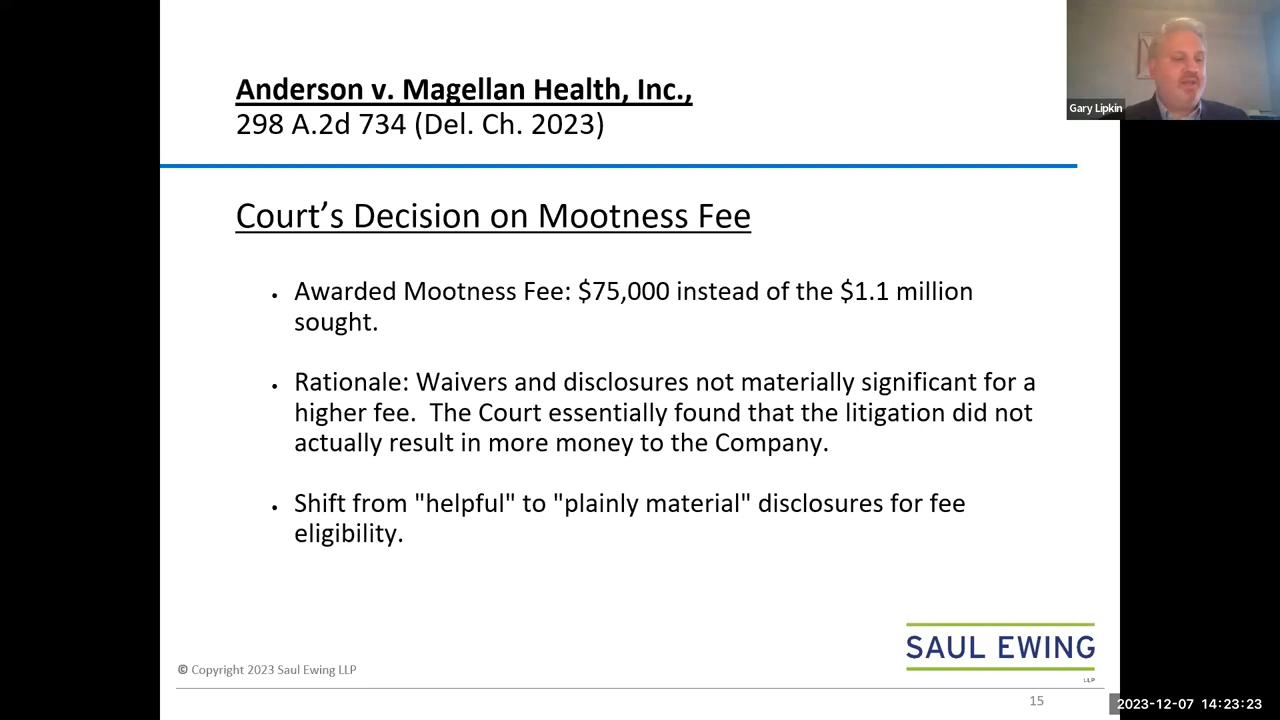 Anderson v. Magellan Health, Inc.,
298 A.2d 734 (Del. Ch. 2023)
Gary Lipkin
Court’s Decision on Mootness Fee
• Awarded Mootness Fee: $75,000 instead of the $1.1 million
sought.
• Rationale: Waivers and disclosures not materially significant for a
higher fee. The Court essentially found that the litigation did not
actually result in more money to the Company.
• Shift from "helpful" to "plainly material" disclosures for fee
eligibility.
SAUL EWING
LLP
© Copyright 2023 Saul Ewing LLP
15
2023-12-07 14:23:23